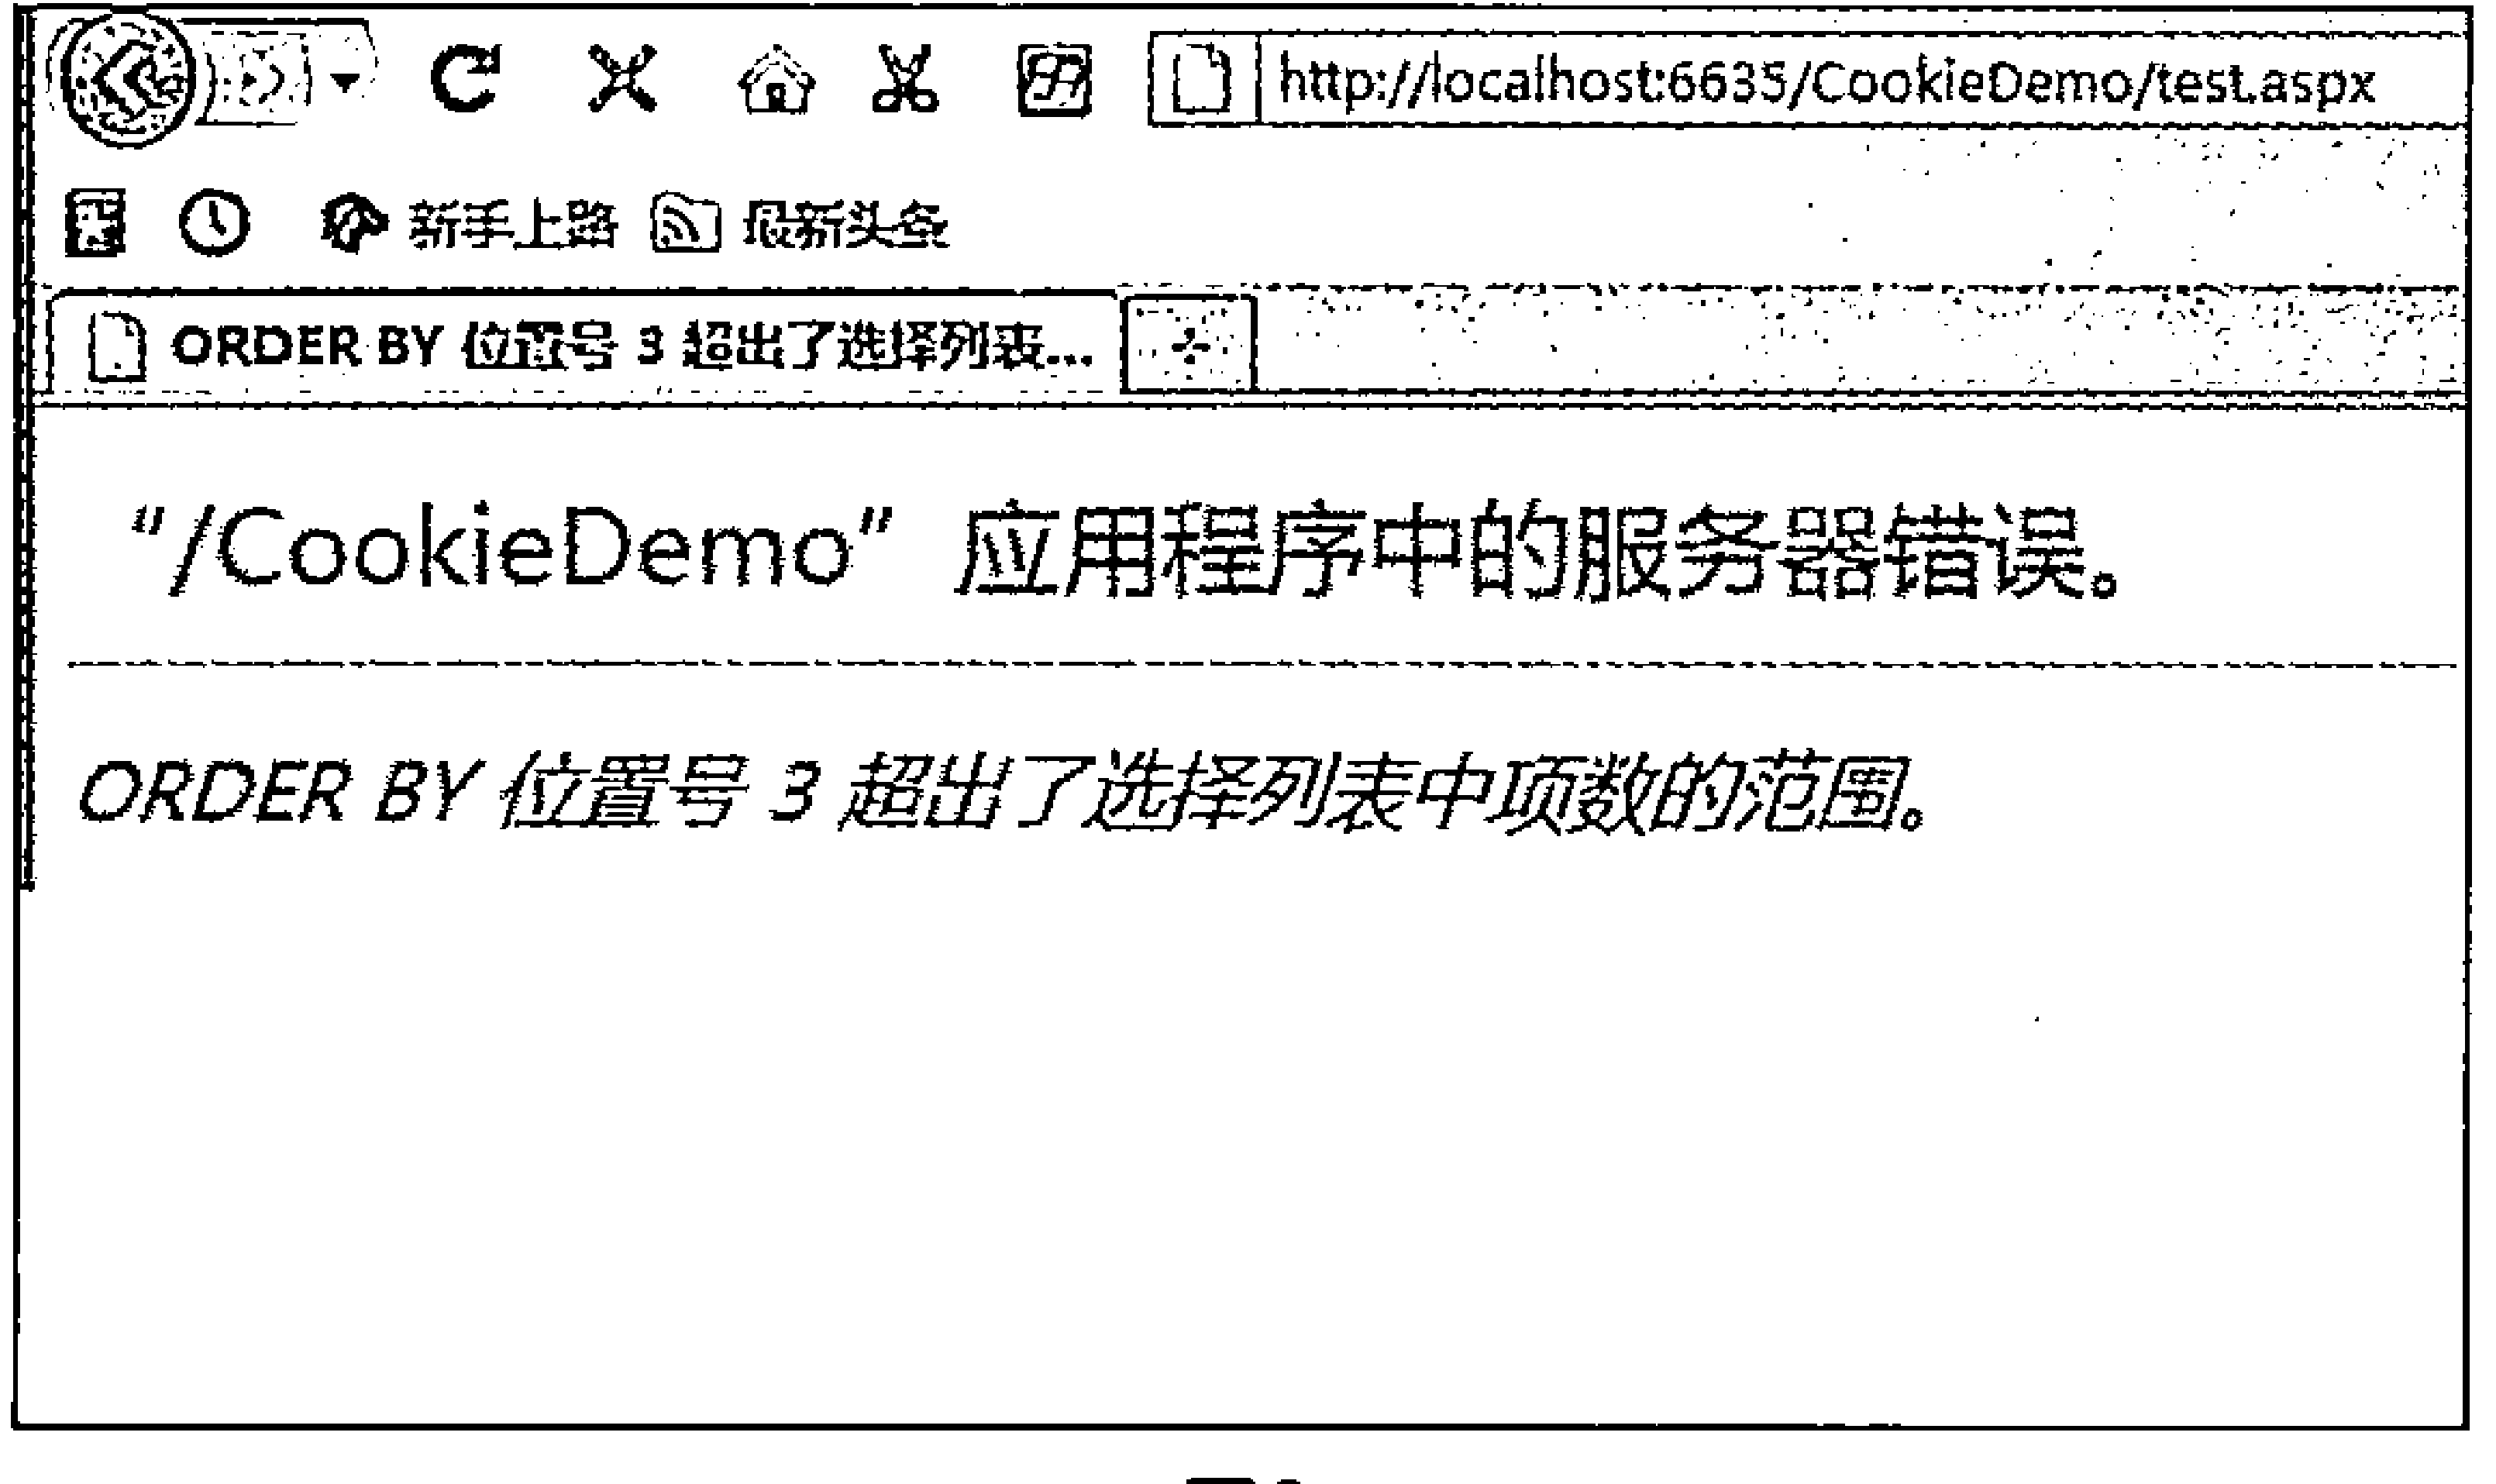 http://localhost:6635/CookieDemo/test.aspx
新手上路 最新头条
ORDER BY 位置号 3 超出了选择列表...
"/CookieDemo" 应用程序中的服务器错误。
ORDER BY 位置号 3 超出了选择列表中项数的范围。